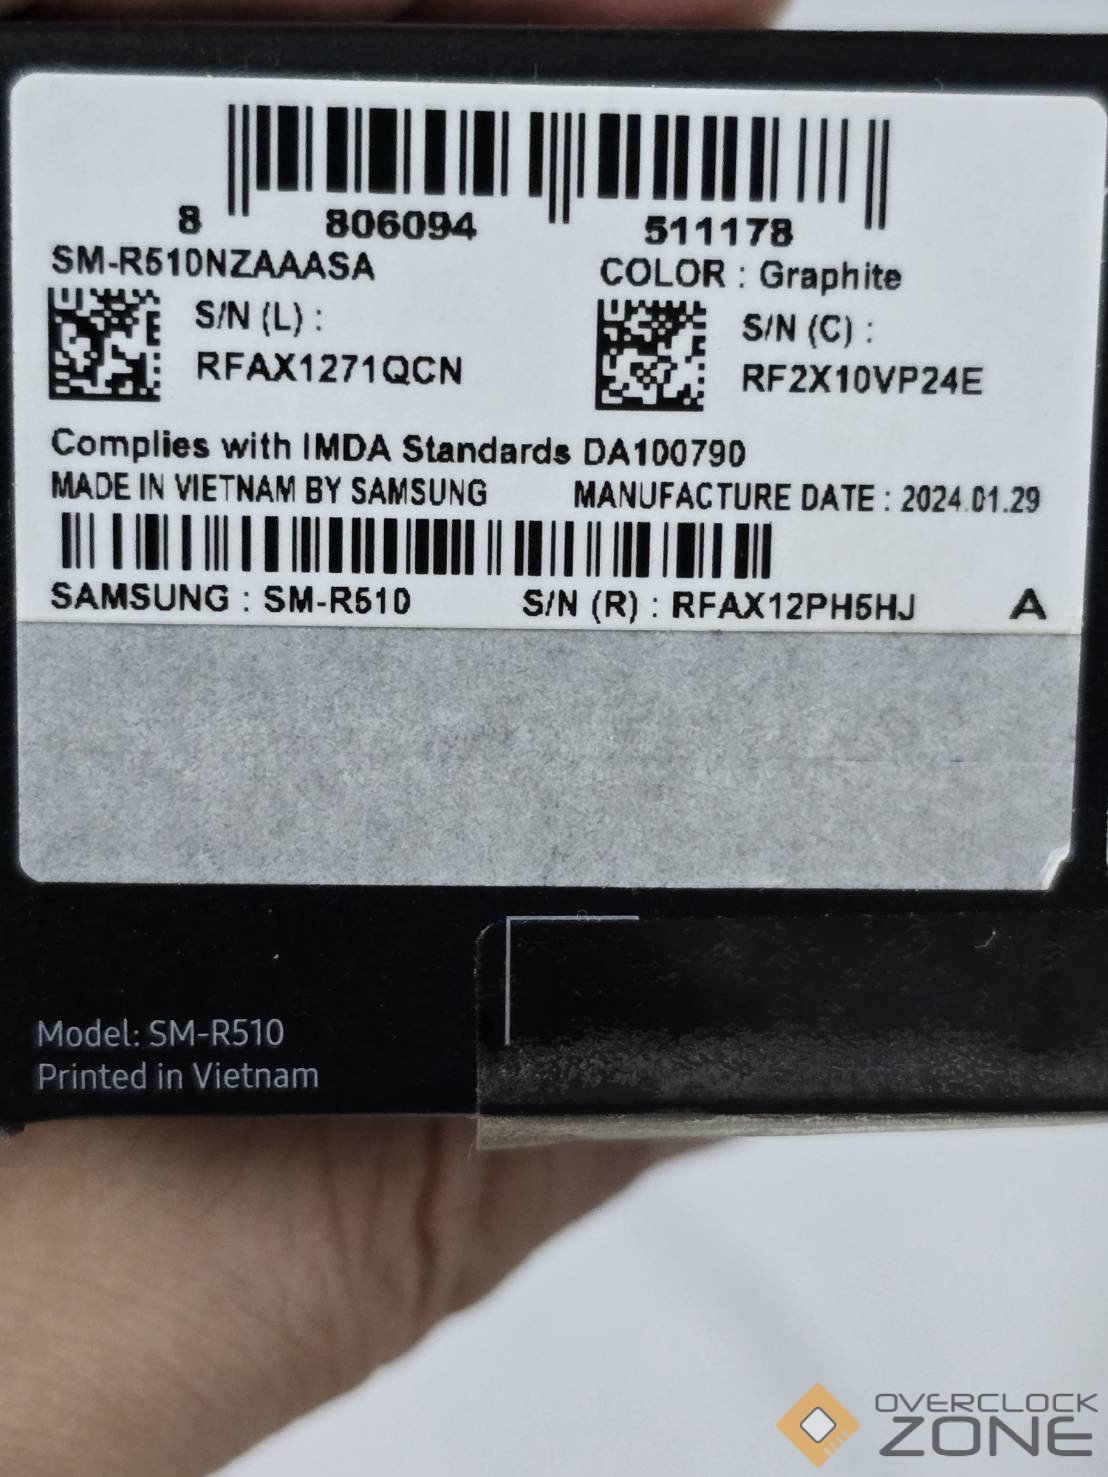 8 806094 511178
SM-R510NZAAASA COLOR : Graphite
S/N (L) : S/N (C) :
RFAX1271QCN RF2X10VP24E
Complies with IMDA Standards DA100790
MADE IN VIETNAM BY SAMSUNG MANUFACTURE DATE : 2024.01.29
SAMSUNG : SM-R510 S/N (R) : RFAX12PH5HJ A
Model: SM-R510
Printed in Vietnam
OVERCLOCK
ZONE